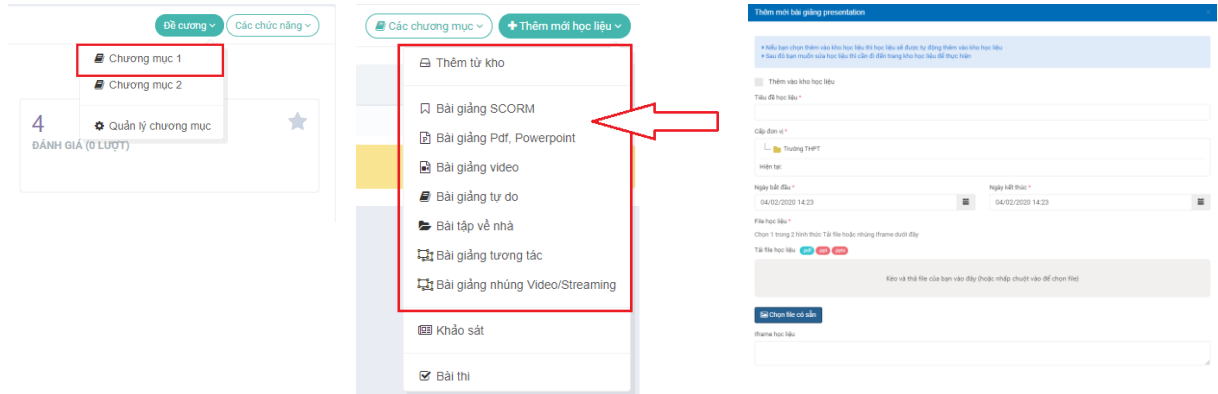 Đề cương
Các chức năng
Chương mục 1
Chương mục 2
Quản lý chương mục
4
ĐÁNH GIÁ (0 LƯỢT)
Các chương mục
Thêm mới học liệu
Thêm từ kho
Bài giảng SCORM
Bài giảng Pdf, Powerpoint
Bài giảng video
Bài giảng tự do
Bài tập về nhà
Bài giảng tương tác
Bài giảng nhúng Video/Streaming
Khảo sát
Bài thi
Thêm mới bài giảng presentation
Nếu bạn chọn thêm vào kho học liệu thì học liệu sẽ được tự động thêm vào kho học liệu
Sau đó bạn muốn sửa học liệu thì cần đi đến trang kho học liệu để thực hiện
Thêm vào kho học liệu
Tiêu đề học liệu *
Cấp đơn vị *
Trường THPT
Hiện tại:
Ngày bắt đầu *
Ngày kết thúc *
04/02/2020 14:23
04/02/2020 14:23
File học liệu *
Chọn 1 trong 2 hình thức Tải file hoặc nhúng Iframe dưới đây
Tải file học liệu pdf ppt pptx
Kéo và thả file của bạn vào đây (hoặc nhấp chuột vào để chọn file)
Chọn file có sẵn
Iframe học liệu